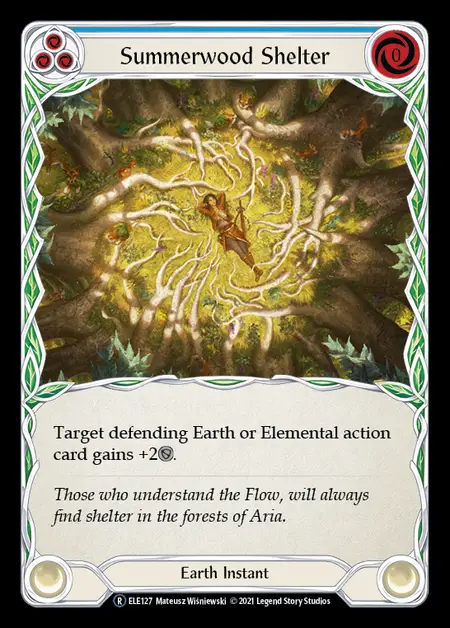 Summerwood Shelter
0
Target defending Earth or Elemental action
card gains +2.
Those who understand the Flow, will always
find shelter in the forests of Aria.
Earth Instant
R ELE127 Mateusz Wiśniewski © 2021 Legend Story Studios